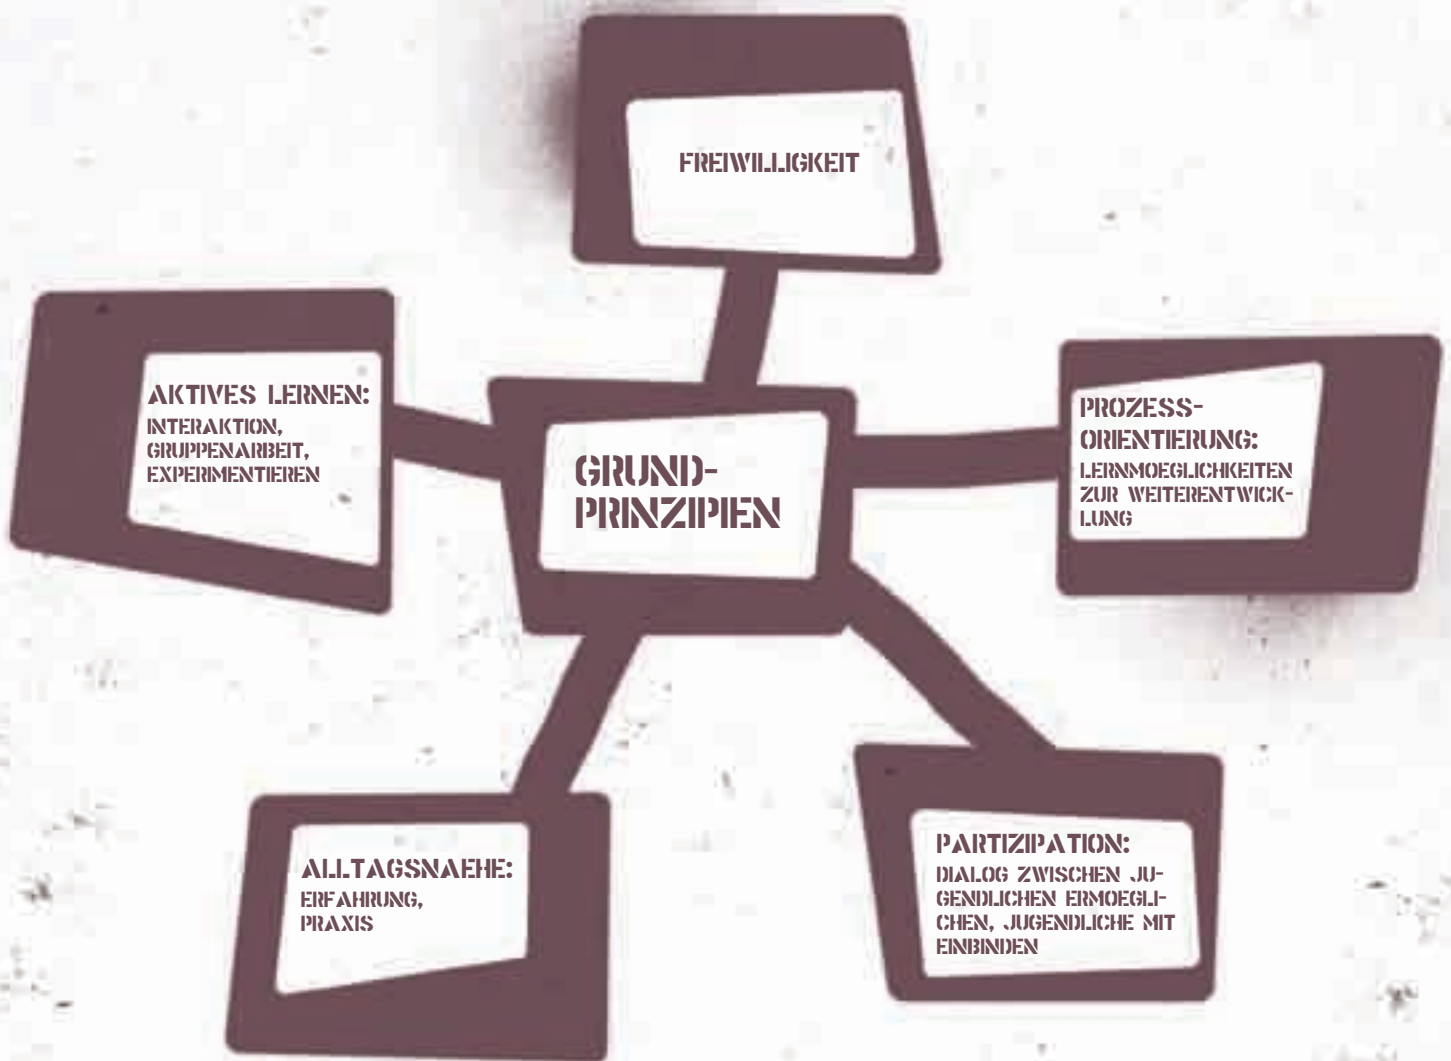 FREIWILLIGKEIT
AKTIVES LERNEN:
INTERAKTION,
GRUPPENARBEIT,
EXPERIMENTIEREN
GRUND-
PRINZIPIEN
PROZESS-
ORIENTIERUNG:
LERNMOEGLICHKEITEN
ZUR WEITERENTWICK-
LUNG
ALLTAGSNAEHE:
ERFAHRUNG,
PRAXIS
PARTIZIPATION:
DIALOG ZWISCHEN JU-
GENDLICHEN ERMOEGLI-
CHEN, JUGENDLICHE MIT
EINBINDEN